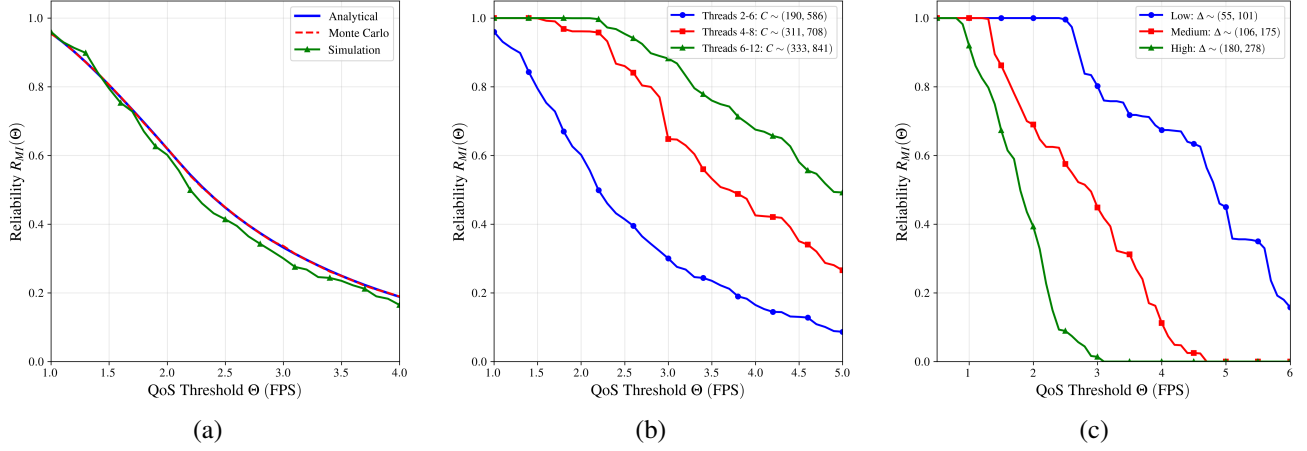 1.0
0.8
0.6
0.4
0.2
0.0
1.0 1.5 2.0 2.5 3.0 3.5 4.0
Reliability R_MI(Θ)
QoS Threshold Θ (FPS)
Analytical
Monte Carlo
Simulation
(a)
1.0
0.8
0.6
0.4
0.2
0.0
1.0 1.5 2.0 2.5 3.0 3.5 4.0 4.5 5.0
Reliability R_MI(Θ)
QoS Threshold Θ (FPS)
Threads 2-6: C ∼ (190, 586)
Threads 4-8: C ∼ (311, 708)
Threads 6-12: C ∼ (333, 841)
(b)
1.0
0.8
0.6
0.4
0.2
0.0
1 2 3 4 5 6
Reliability R_MI(Θ)
QoS Threshold Θ (FPS)
Low: Δ ∼ (55, 101)
Medium: Δ ∼ (106, 175)
High: Δ ∼ (180, 278)
(c)